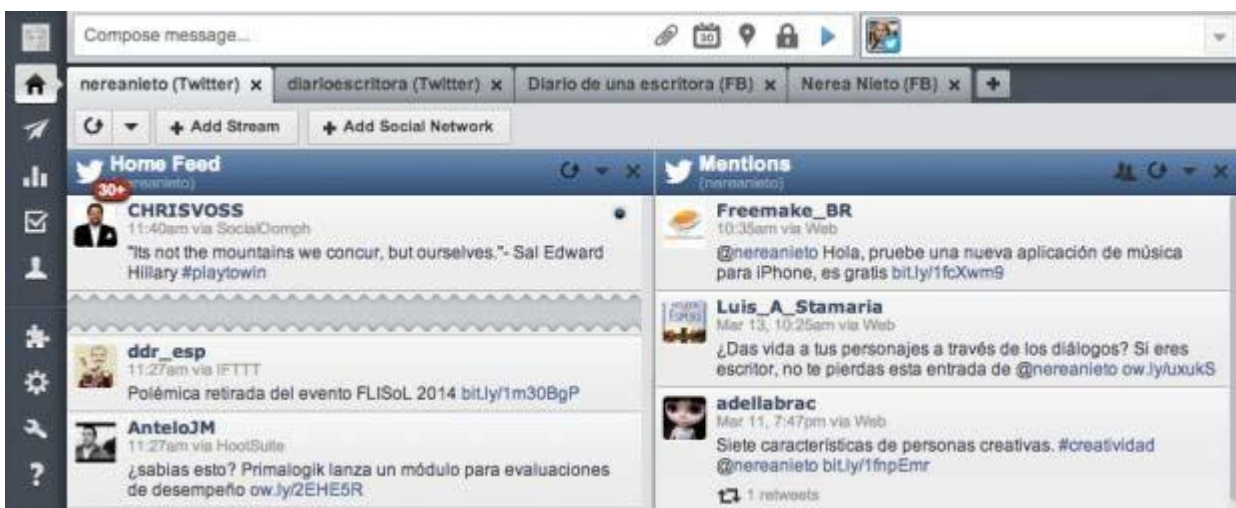 Compose message...
30
nereanieto (Twitter) x
diarioescritora (Twitter) x
Diario de una escritora (FB) x
Nerea Nieto (FB) x
+
+ Add Stream
+ Add Social Network
Home Feed
(nereanieto)
30+
CHRISVOSS
11:40am via SocialOomph
"Its not the mountains we concur, but ourselves."- Sal Edward
Hillary #playtowin
ddr_esp
11:27am via IFTTT
Polémica retirada del evento FLISoL 2014 bit.ly/1m30BgP
AnteloJM
11:27am via HootSuite
¿sabias esto? Primalogik lanza un módulo para evaluaciones
de desempeño ow.ly/2EHE5R
Mentions
(nereanieto)
Freemake_BR
10:35am via Web
@nereanieto Hola, pruebe una nueva aplicación de música
para iPhone, es gratis bit.ly/1fcXwm9
Luis_A_Stamaria
Mar 13, 10:25am via Web
¿Das vida a tus personajes a través de los diálogos? Si eres
escritor, no te pierdas esta entrada de @nereanieto ow.ly/uxukS
adellabrac
Mar 11, 7:47pm via Web
Siete características de personas creativas. #creatividad
@nereanieto bit.ly/1fnpEmr
1 retweets